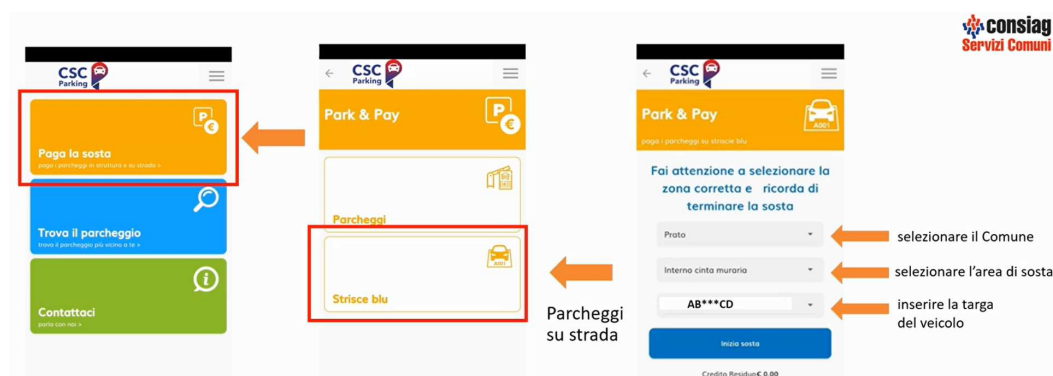 consiag
Servizi Comuni
CSC
Parking
Paga la sosta
paga i parcheggi in struttura e su strada >
Trova il parcheggio
trova il parcheggio più vicino a te >
Contattaci
parla con noi >
CSC
Parking
Park & Pay
Parcheggi
A001
Strisce blu
Parcheggi
su strada
CSC
Parking
Park & Pay
A001
paga i parcheggi su strisce blu
Fai attenzione a selezionare la
zona corretta e ricorda di
terminare la sosta
Prato
selezionare il Comune
Interno cinta muraria
selezionare l'area di sosta
AB***CD
inserire la targa
del veicolo
Inizia sosta
Credito Residuo€ 0.00